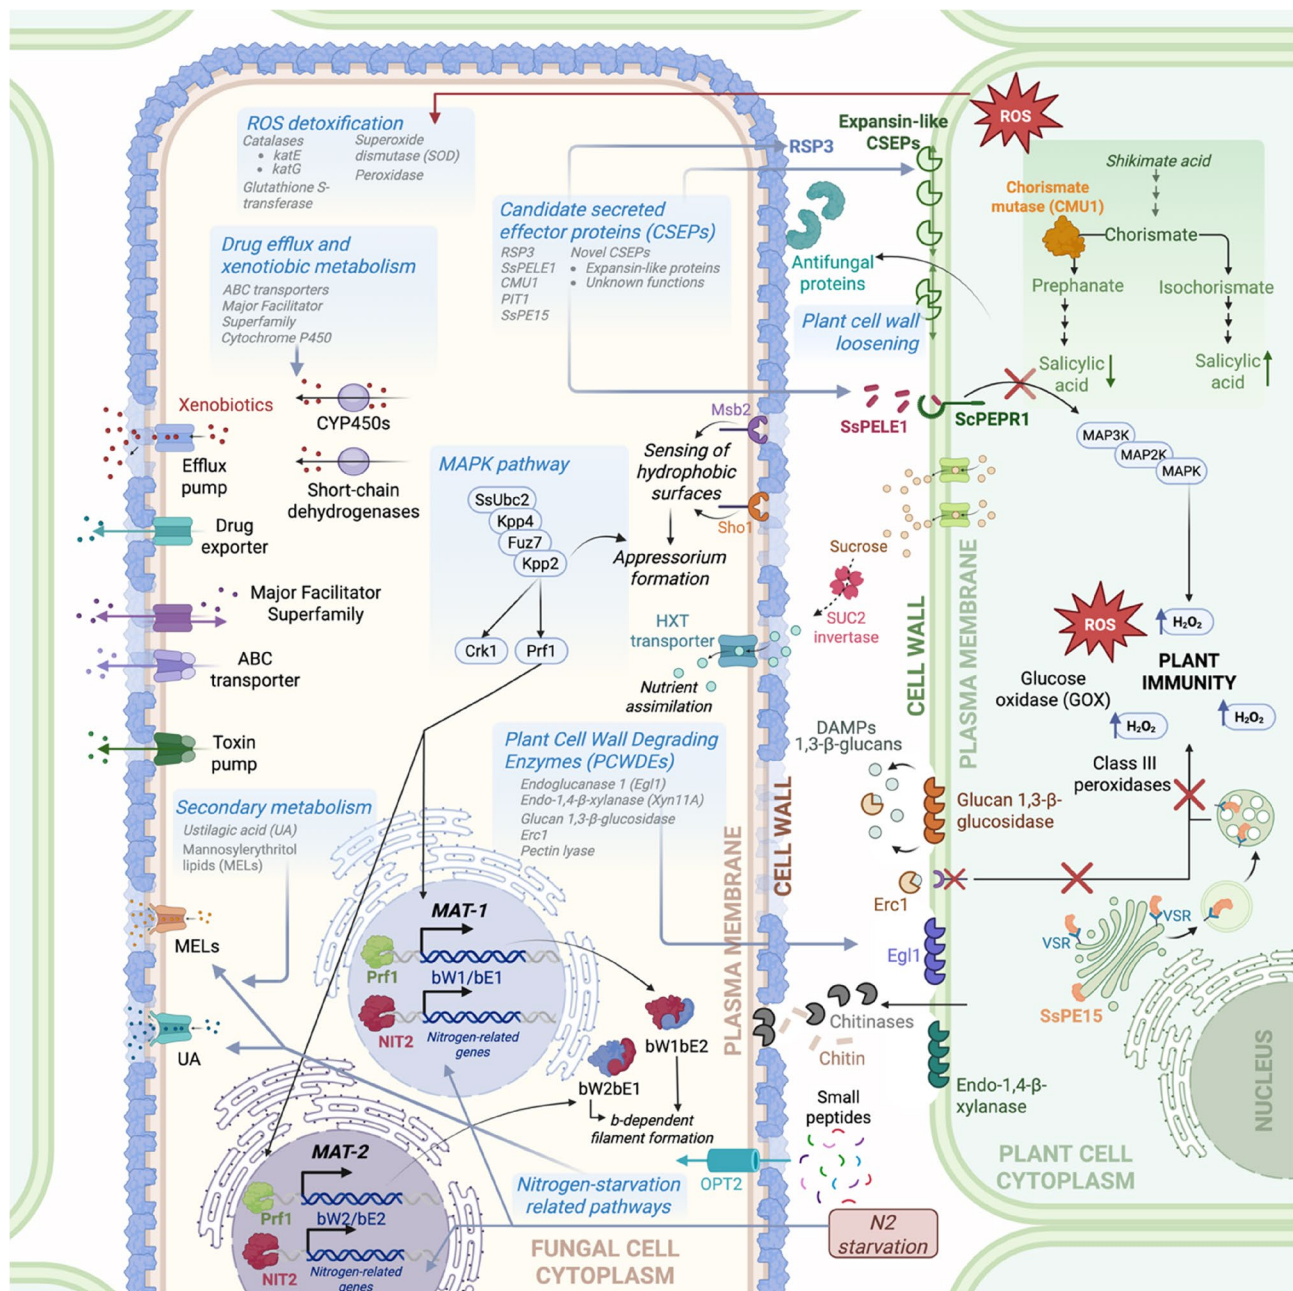 ROS detoxification
Catalases
• katE
• katG
Glutathione S-
transferase
Superoxide
dismutase (SOD)
Peroxidase
Drug efflux and
xenotiobic metabolism
ABC transporters
Major Facilitator
Superfamily
Cytochrome P450
Xenobiotics
CYP450s
Efflux
pump
Short-chain
dehydrogenases
Drug
exporter
Major Facilitator
Superfamily
ABC
transporter
Toxin
pump
Secondary metabolism
Ustilagic acid (UA)
Mannosylerythritol
lipids (MELs)
MELs
UA
Candidate secreted
effector proteins (CSEPs)
RSP3
SsPELE1
CMU1
PIT1
SsPE15
Novel CSEPs
• Expansin-like proteins
• Unknown functions
MAPK pathway
SsUbc2
Kpp4
Fuz7
Kpp2
Crk1
Prf1
Msb2
Sensing of
hydrophobic
surfaces
Sho1
Appressorium
formation
HXT
transporter
Nutrient
assimilation
Plant Cell Wall Degrading
Enzymes (PCWDEs)
Endoglucanase 1 (Egl1)
Endo-1,4-β-xylanase (Xyn11A)
Glucan 1,3-β-glucosidase
Erc1
Pectin lyase
MAT-1
Prf1
bW1/bE1
NIT2
Nitrogen-related
genes
bW1bE2
bW2bE1
b-dependent
filament formation
MAT-2
Prf1
bW2/bE2
NIT2
Nitrogen-related
genes
Nitrogen-starvation
related pathways
OPT2
FUNGAL CELL
CYTOPLASM
PLASMA MEMBRANE
CELL WALL
RSP3
Expansin-like
CSEPs
Antifungal
proteins
Plant cell wall
loosening
SsPELE1
ScPEPR1
Sucrose
SUC2
invertase
DAMPs
1,3-β-glucans
Glucan 1,3-β-
glucosidase
Erc1
Egl1
Chitinases
Chitin
Endo-1,4-β-
xylanase
Small
peptides
N2
starvation
CELL WALL
PLASMA MEMBRANE
ROS
Shikimate acid
Chorismate
mutase (CMU1)
Chorismate
Prephanate
Isochorismate
Salicylic
acid
Salicylic
acid
MAP3K
MAP2K
MAPK
ROS
H₂O₂
PLANT
IMMUNITY
Glucose
oxidase (GOX)
H₂O₂
H₂O₂
Class III
peroxidases
VSR
VSR
SsPE15
NUCLEUS
PLANT CELL
CYTOPLASM